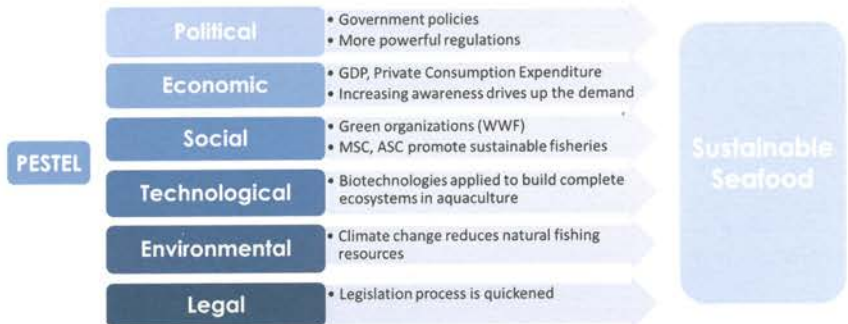 Political
• Government policies
• More powerful regulations
Economic
• GDP, Private Consumption Expenditure
• Increasing awareness drives up the demand
Social
• Green organizations (WWF)
• MSC, ASC promote sustainable fisheries
PESTEL
Technological
• Biotechnologies applied to build complete
ecosystems in aquaculture
Environmental
• Climate change reduces natural fishing
resources
Legal
• Legislation process is quickened
Sustainable
Seafood